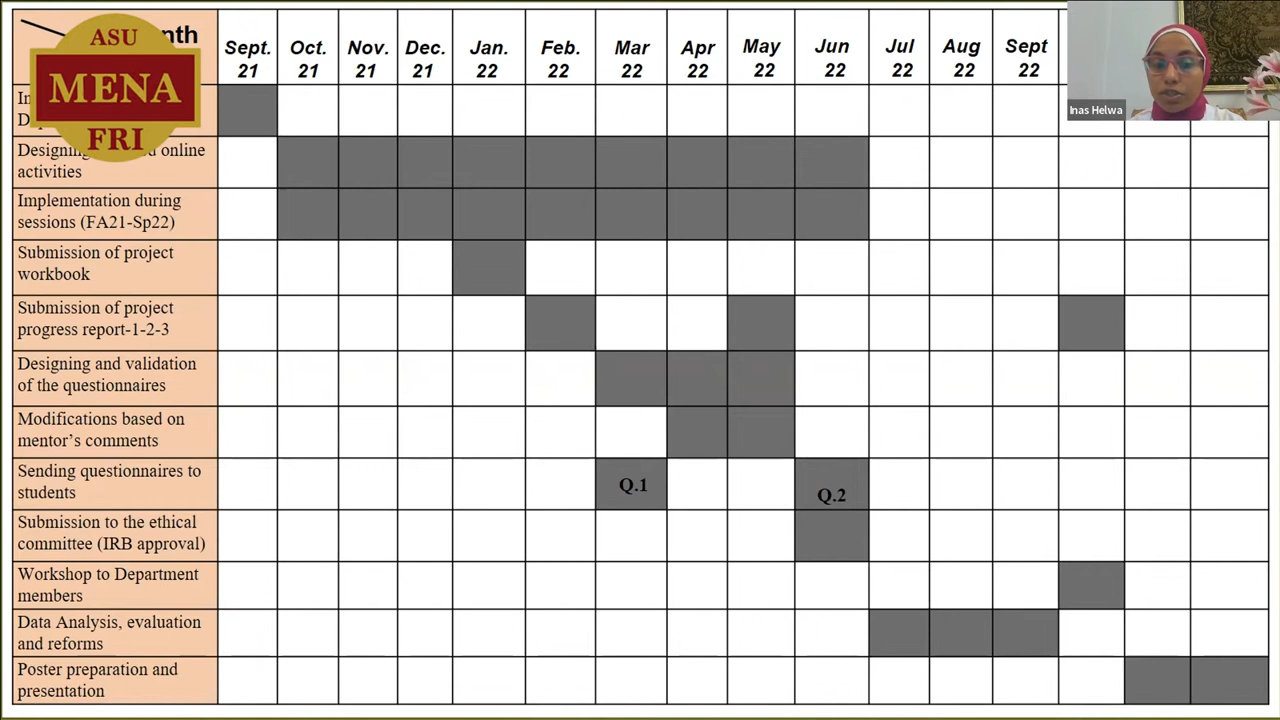 ASU
MENA
FRI
nth
Sept.
21
Oct.
21
Nov.
21
Dec.
21
Jan.
22
Feb.
22
Mar
22
Apr
22
May
22
Jun
22
Jul
22
Aug
22
Sept
22
Inas Helwa
Designing online
activities
Implementation during
sessions (FA21-Sp22)
Submission of project
workbook
Submission of project
progress report-1-2-3
Designing and validation
of the questionnaires
Modifications based on
mentor's comments
Sending questionnaires to
students
Q.1
Q.2
Submission to the ethical
committee (IRB approval)
Workshop to Department
members
Data Analysis, evaluation
and reforms
Poster preparation and
presentation